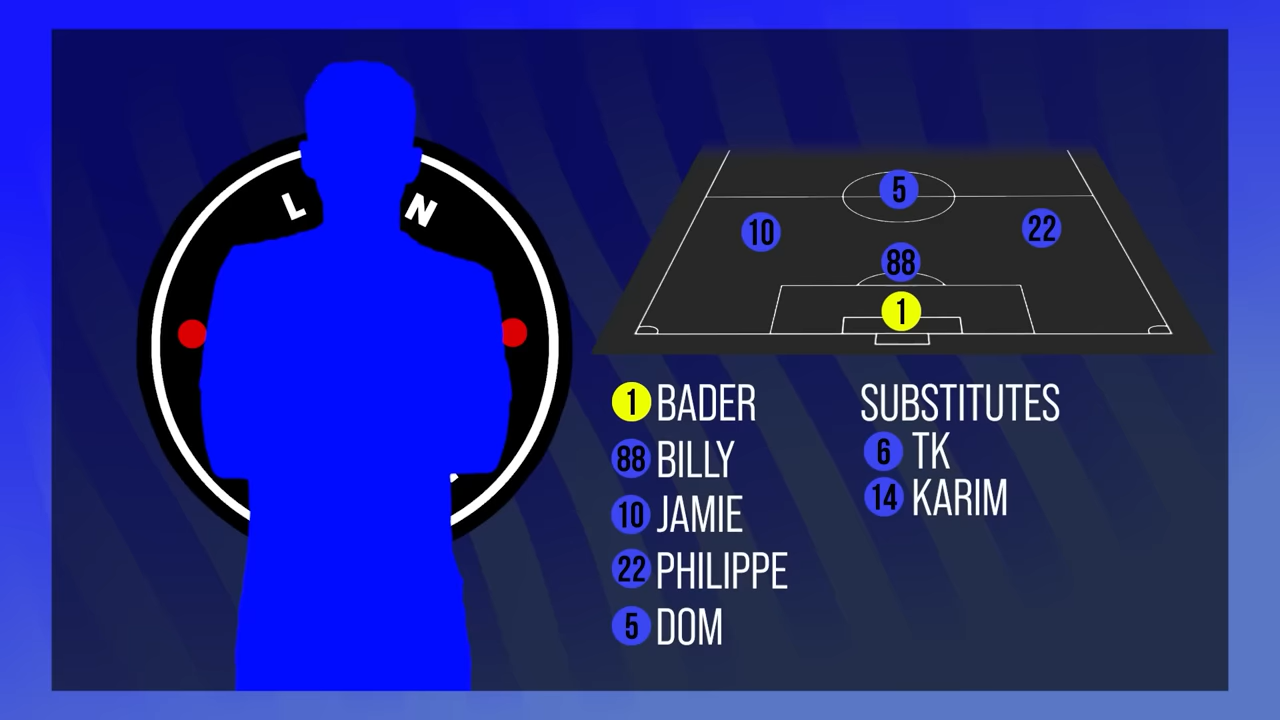 L N
5
10
22
88
1
1 BADER
88 BILLY
10 JAMIE
22 PHILIPPE
5 DOM
SUBSTITUTES
6 TK
14 KARIM